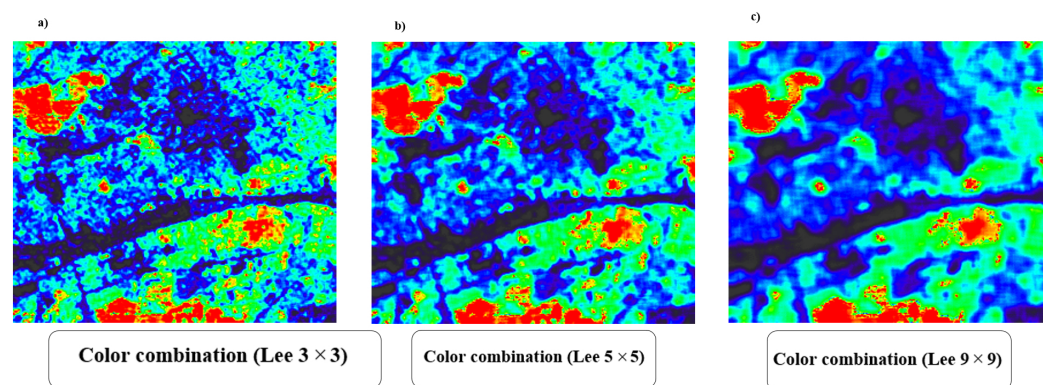 a)
b)
c)
Color combination (Lee 3 × 3)
Color combination (Lee 5 × 5)
Color combination (Lee 9 × 9)